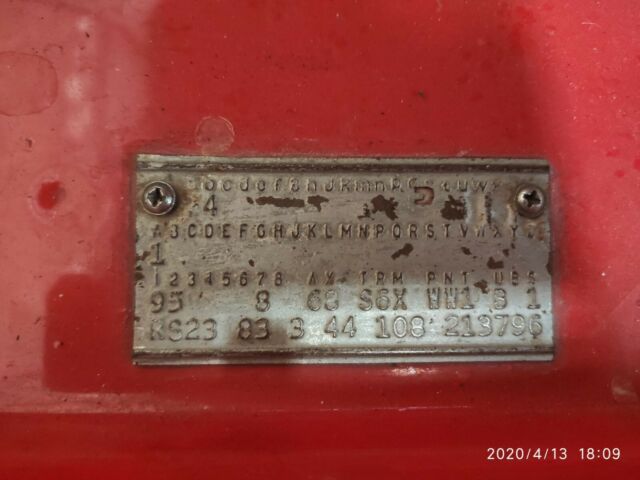 4
ABCDEFGHJKLMNPQRSTVWXY
1
12345678 AX TRM PNT UBS
95 8 68 S6X WW1 B 1
RS23 83 3 44 108 213796
2020/4/13 18:09